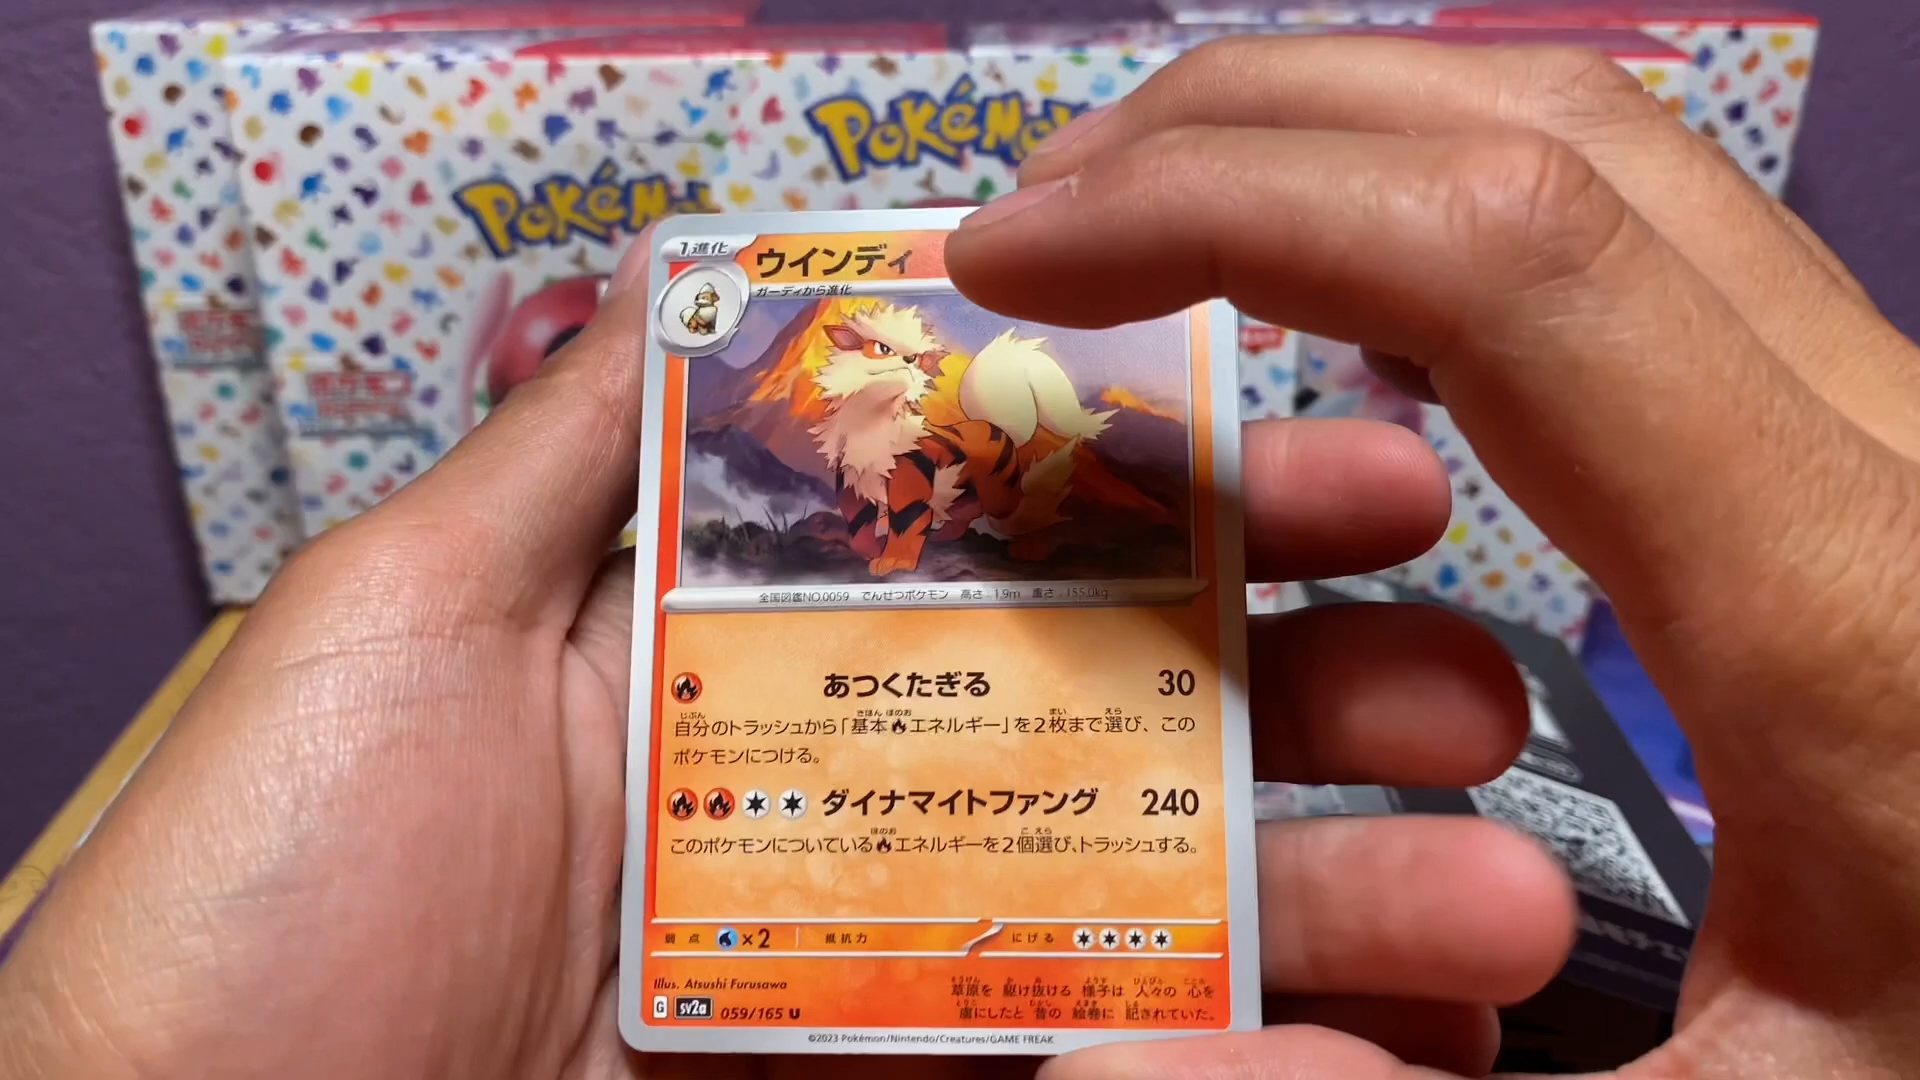 Pokémon
Pokémon
1進化
ウインディ
ガーディから進化
全国図鑑NO.0059 でんせつポケモン 高さ 1.9m 重さ 155.0kg
あつくたぎる 30
自分のトラッシュから「基本エネルギー」を2枚まで選び、この
ポケモンにつける。
ダイナマイトファング 240
このポケモンについているエネルギーを2個選び、トラッシュする。
弱点 ×2 抵抗力 にげる
Illus. Atsushi Furusawa
草原を 駆け抜ける 様子は 人々の 心を
虜にしたと 昔の 絵巻に 記されていた。
G sv2a 059/165 U
©2023 Pokémon/Nintendo/Creatures/GAME FREAK